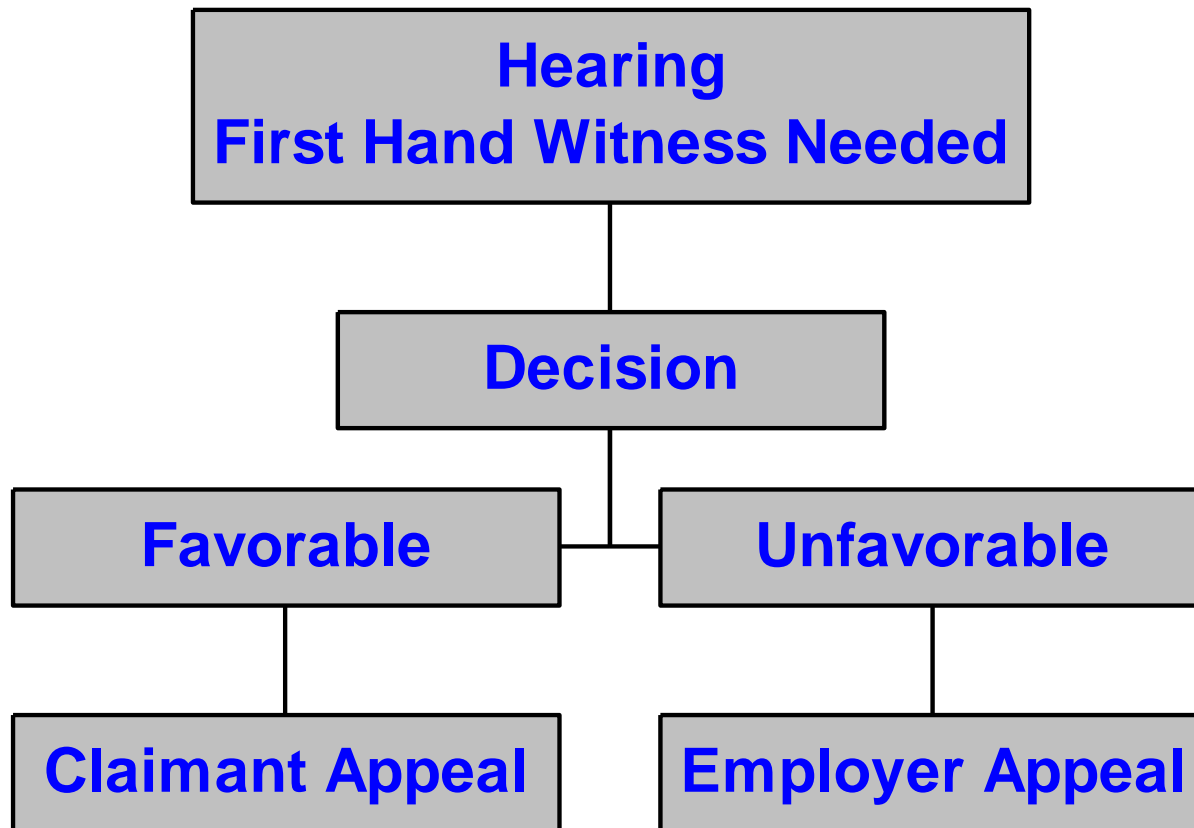 Hearing
First Hand Witness Needed
Decision
Favorable
Unfavorable
Claimant Appeal
Employer Appeal